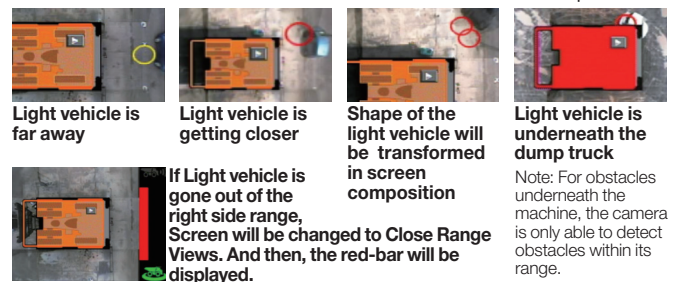 Light vehicle is
far away
Light vehicle is
getting closer
Shape of the
light vehicle will
be transformed
in screen
composition
Light vehicle is
underneath the
dump truck
Note: For obstacles
underneath the
machine, the camera
is only able to detect
obstacles within its
range.
If Light vehicle is
gone out of the
right side range,
Screen will be changed to Close Range
Views. And then, the red-bar will be
displayed.